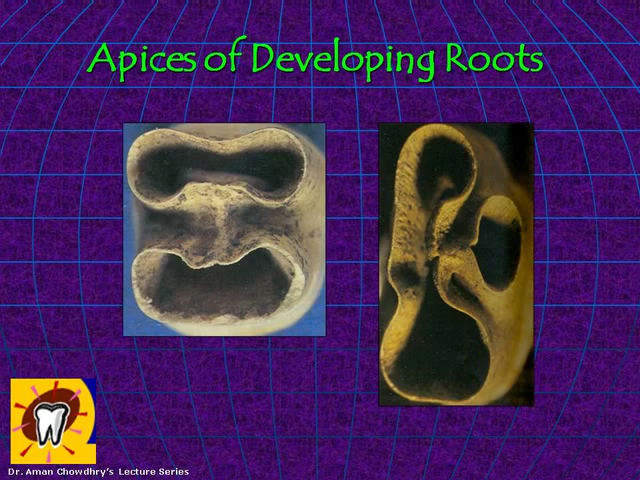 Apices of Developing Roots
Dr. Aman Chowdhry's Lecture Series